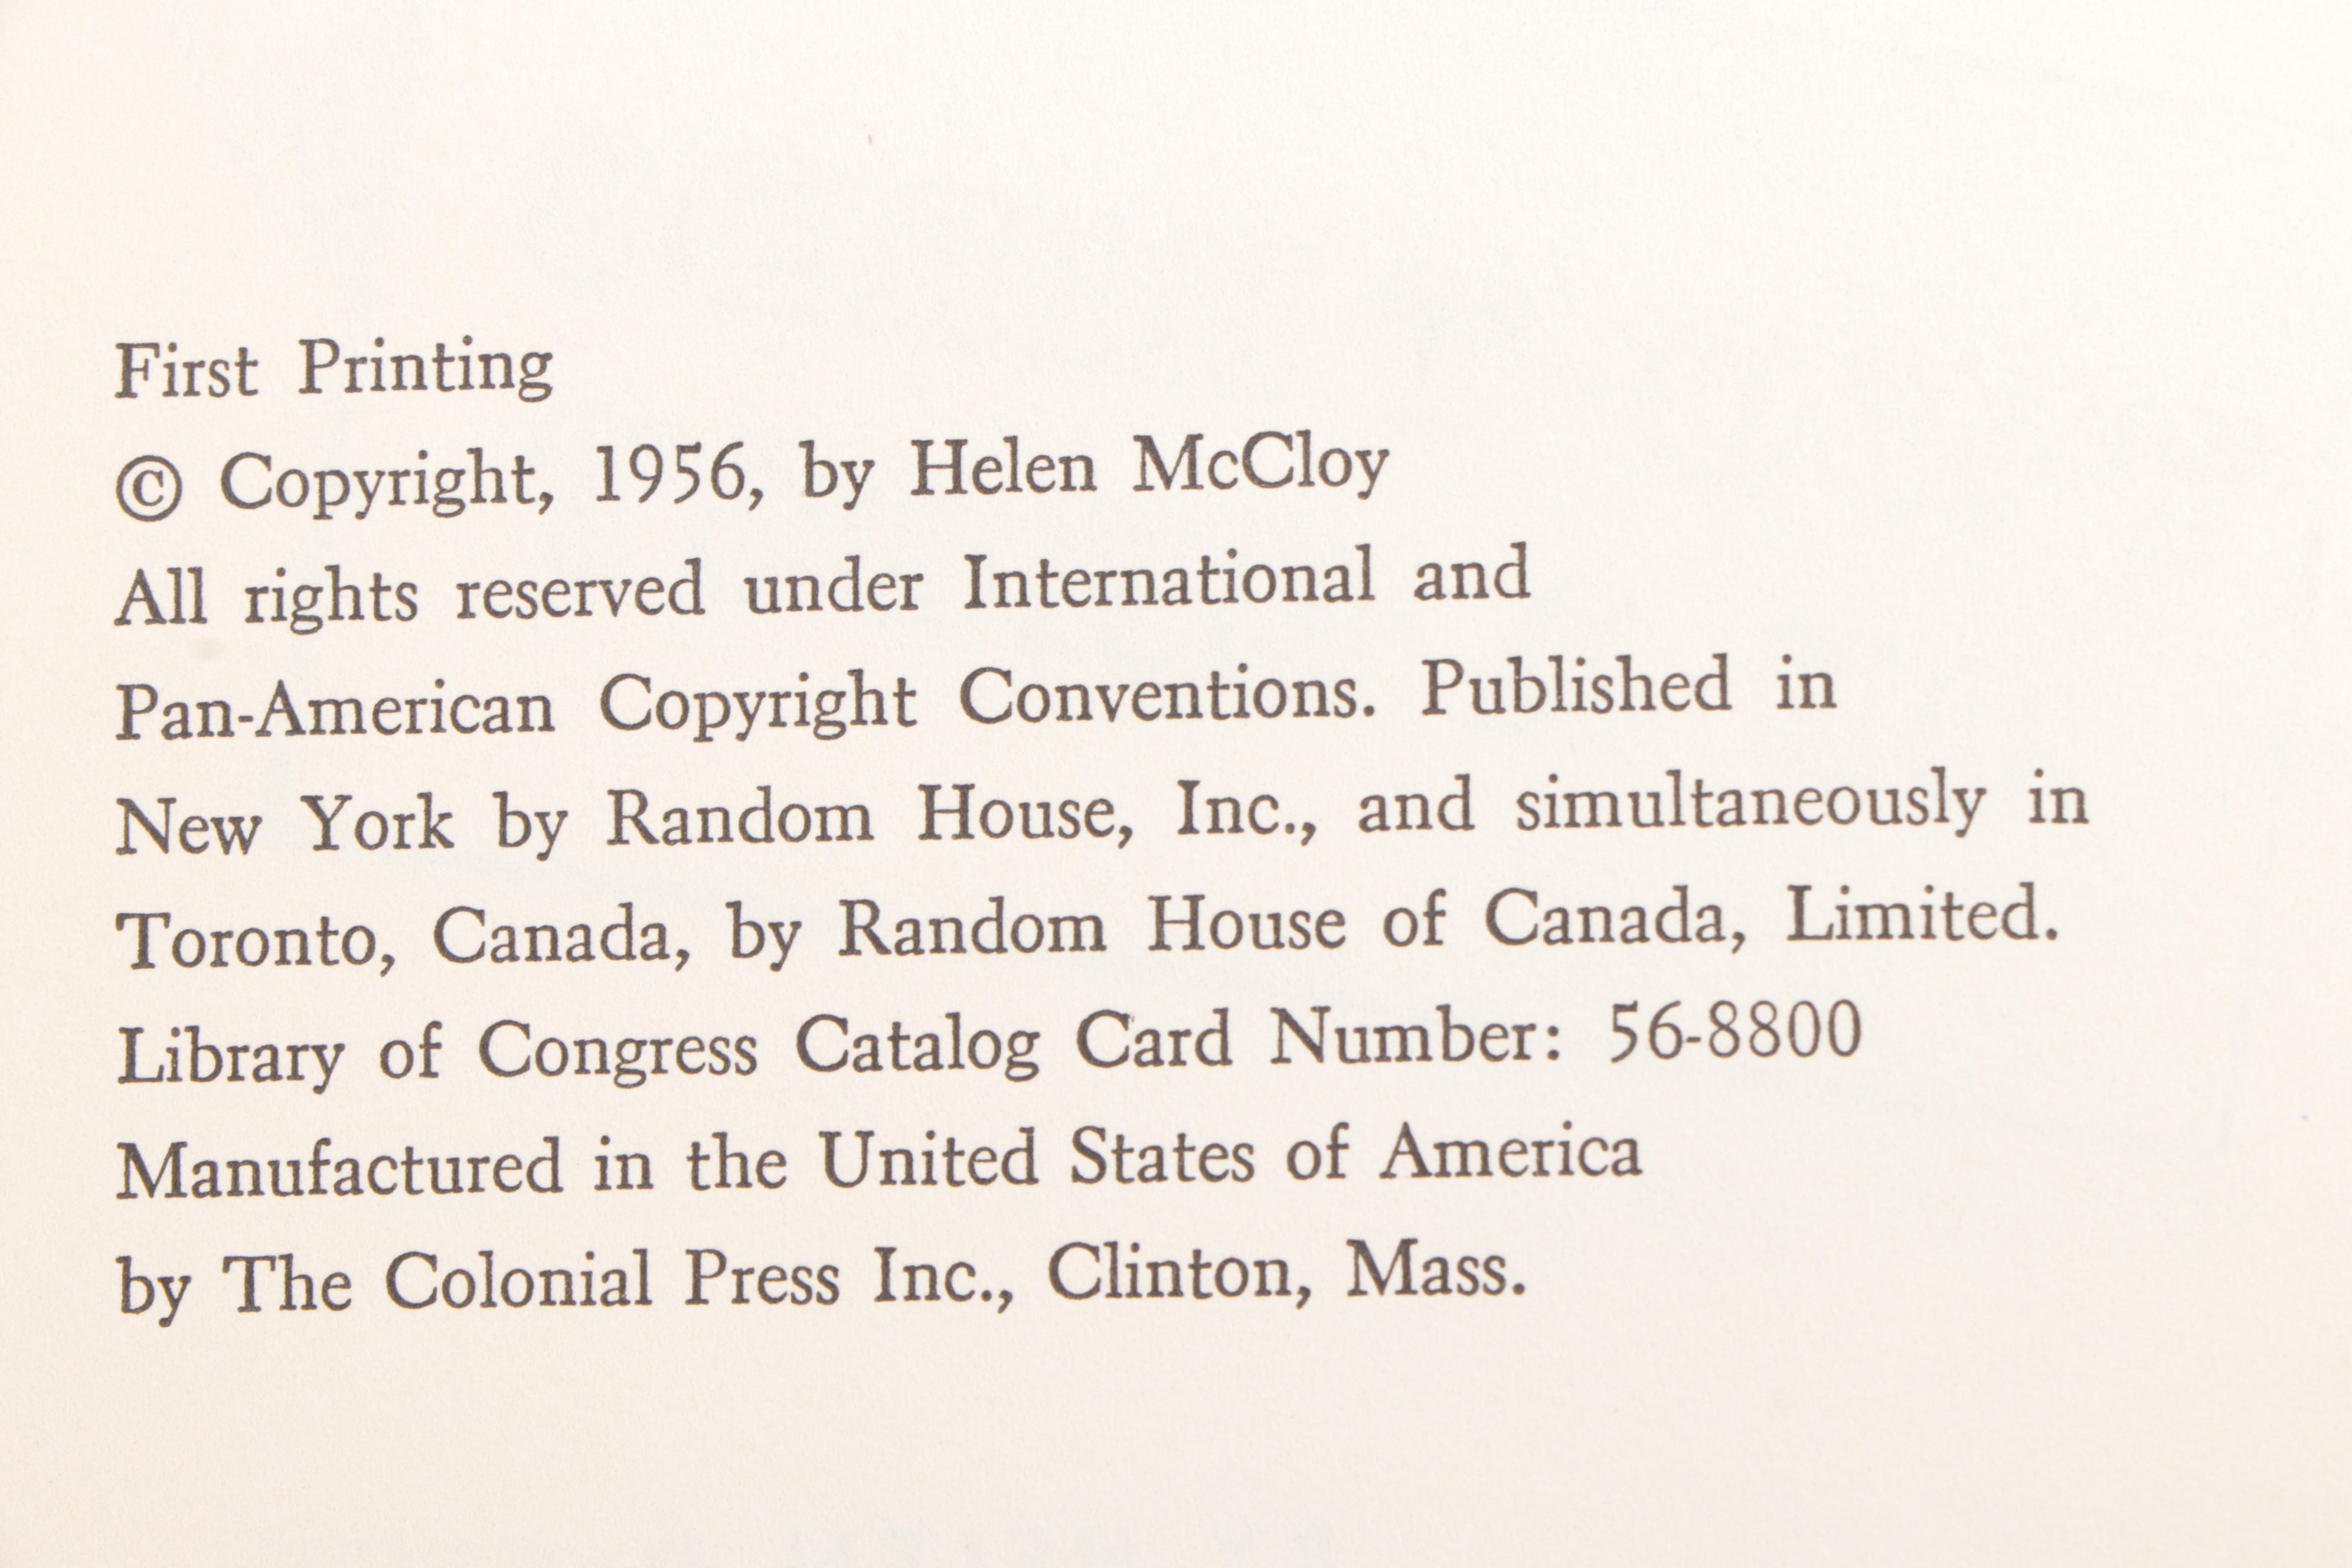 First Printing
© Copyright, 1956, by Helen McCloy
All rights reserved under International and
Pan-American Copyright Conventions. Published in
New York by Random House, Inc., and simultaneously in
Toronto, Canada, by Random House of Canada, Limited.
Library of Congress Catalog Card Number: 56-8800
Manufactured in the United States of America
by The Colonial Press Inc., Clinton, Mass.